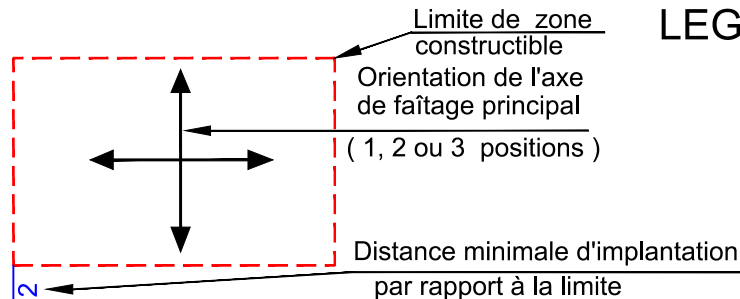 Limite de zone
constructible
LEG
Orientation de l'axe
de faîtage principal
( 1, 2 ou 3 positions )
Distance minimale d'implantation
par rapport à la limite
2